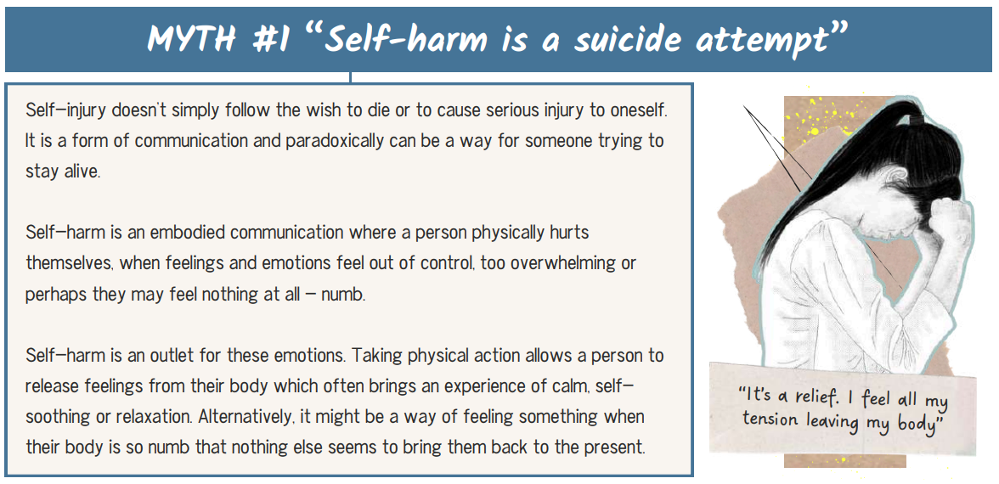 MYTH #1 “Self-harm is a suicide attempt”
Self-injury doesn't simply follow the wish to die or to cause serious injury to oneself.
It is a form of communication and paradoxically can be a way for someone trying to
stay alive.
Self-harm is an embodied communication where a person physically hurts
themselves, when feelings and emotions feel out of control, too overwhelming or
perhaps they may feel nothing at all – numb.
Self-harm is an outlet for these emotions. Taking physical action allows a person to
release feelings from their body which often brings an experience of calm, self-
soothing or relaxation. Alternatively, it might be a way of feeling something when
their body is so numb that nothing else seems to bring them back to the present.
“It's a relief. I feel all my
tension leaving my body”